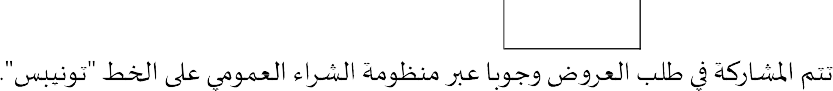 تتم المشاركة في طلب العروض وجوبا عبر منظومة الشراء العمومي على الخط "تونيبس".